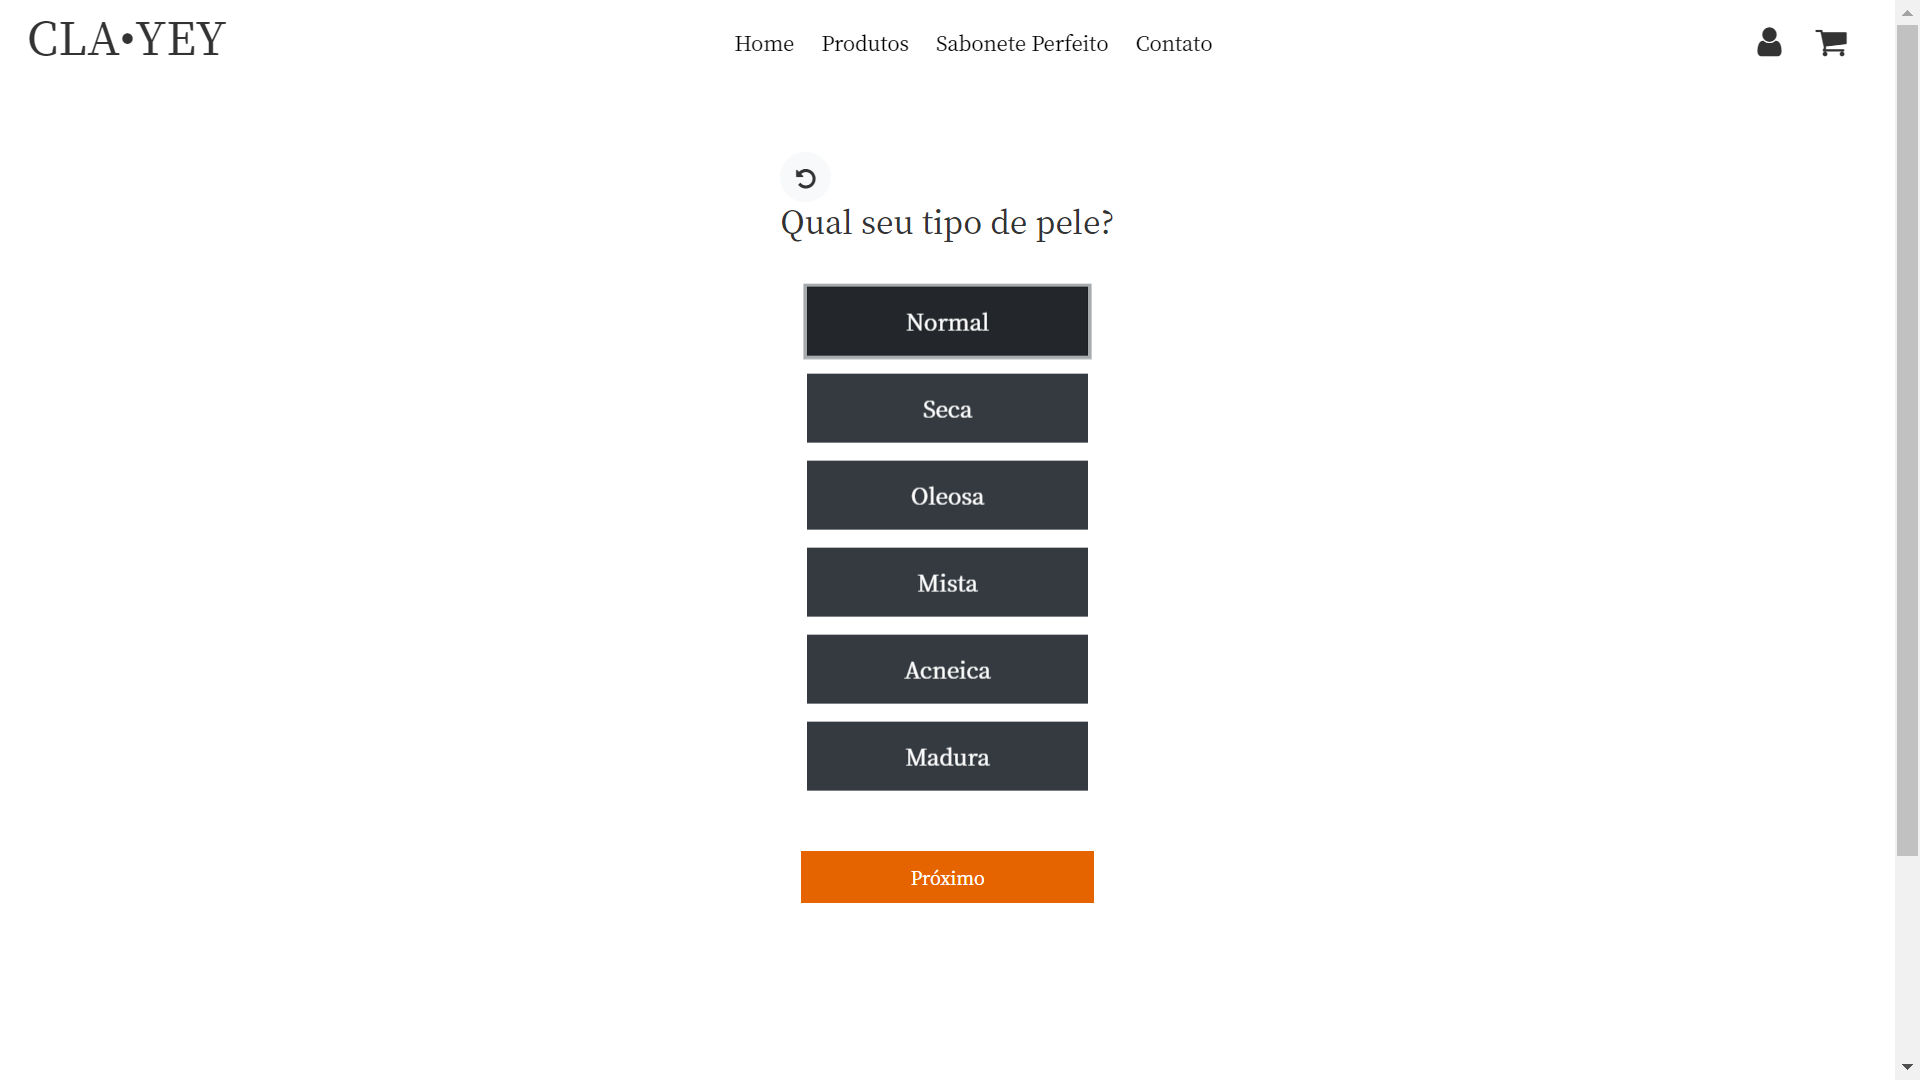 CLA•YEY
Home Produtos Sabonete Perfeito Contato
Qual seu tipo de pele?
Normal
Seca
Oleosa
Mista
Acneica
Madura
Próximo